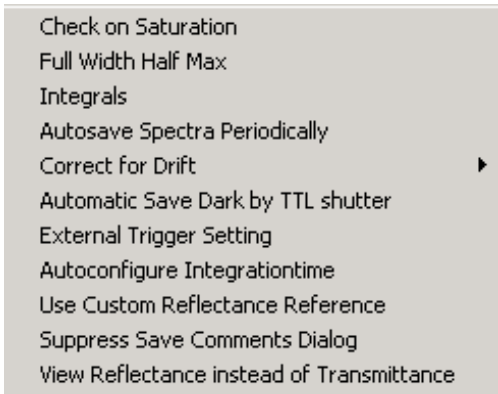 Check on Saturation
Full Width Half Max
Integrals
Autosave Spectra Periodically
Correct for Drift
Automatic Save Dark by TTL shutter
External Trigger Setting
Autoconfigure Integrationtime
Use Custom Reflectance Reference
Suppress Save Comments Dialog
View Reflectance instead of Transmittance